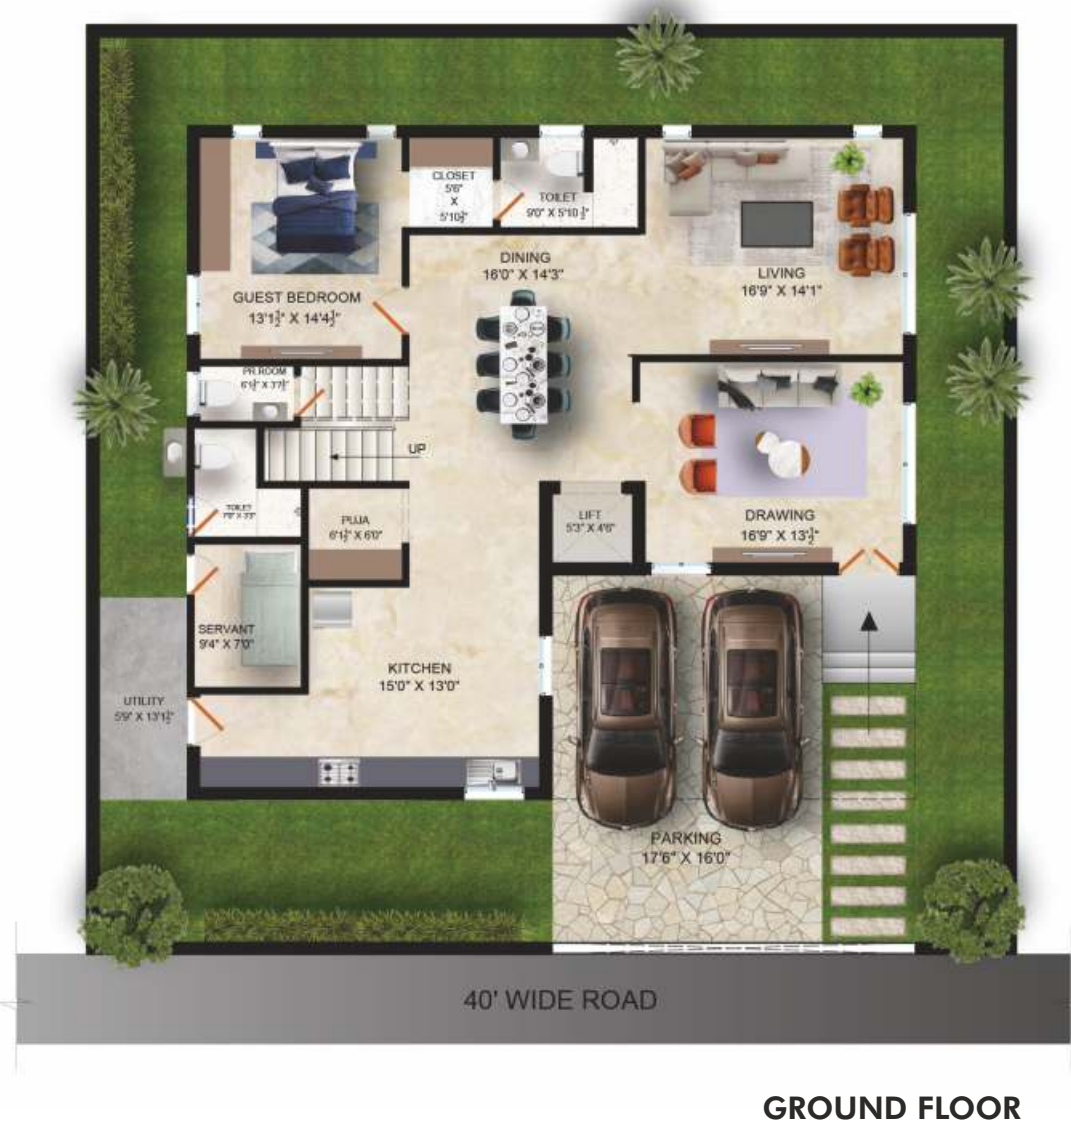 CLOSET
5'6"
X
5'10½"
TOILET
9'0" X 5'10 ½"
DINING
16'0" X 14'3"
LIVING
16'9" X 14'1"
GUEST BEDROOM
13'1½" X 14'4½"
PR.ROOM
UP
TOILET
PUJA
6'1½" X 6'0"
LIFT
5'3" X 4'6"
DRAWING
16'9" X 13'½"
SERVANT
9'4" X 7'0"
KITCHEN
15'0" X 13'0"
UTILITY
5'9" X 13'1½"
PARKING
17'6" X 16'0"
40' WIDE ROAD
GROUND FLOOR